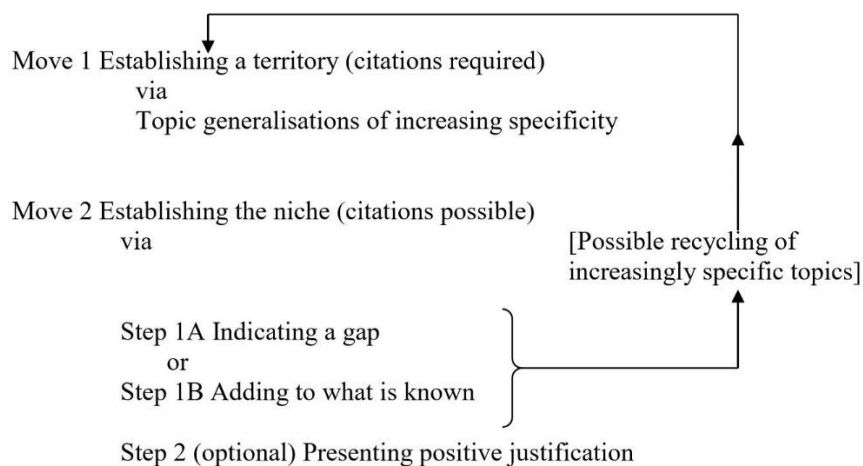 Move 1 Establishing a territory (citations required)
via
Topic generalisations of increasing specificity
Move 2 Establishing the niche (citations possible)
via
[Possible recycling of
increasingly specific topics]
Step 1A Indicating a gap
or
Step 1B Adding to what is known
Step 2 (optional) Presenting positive justification